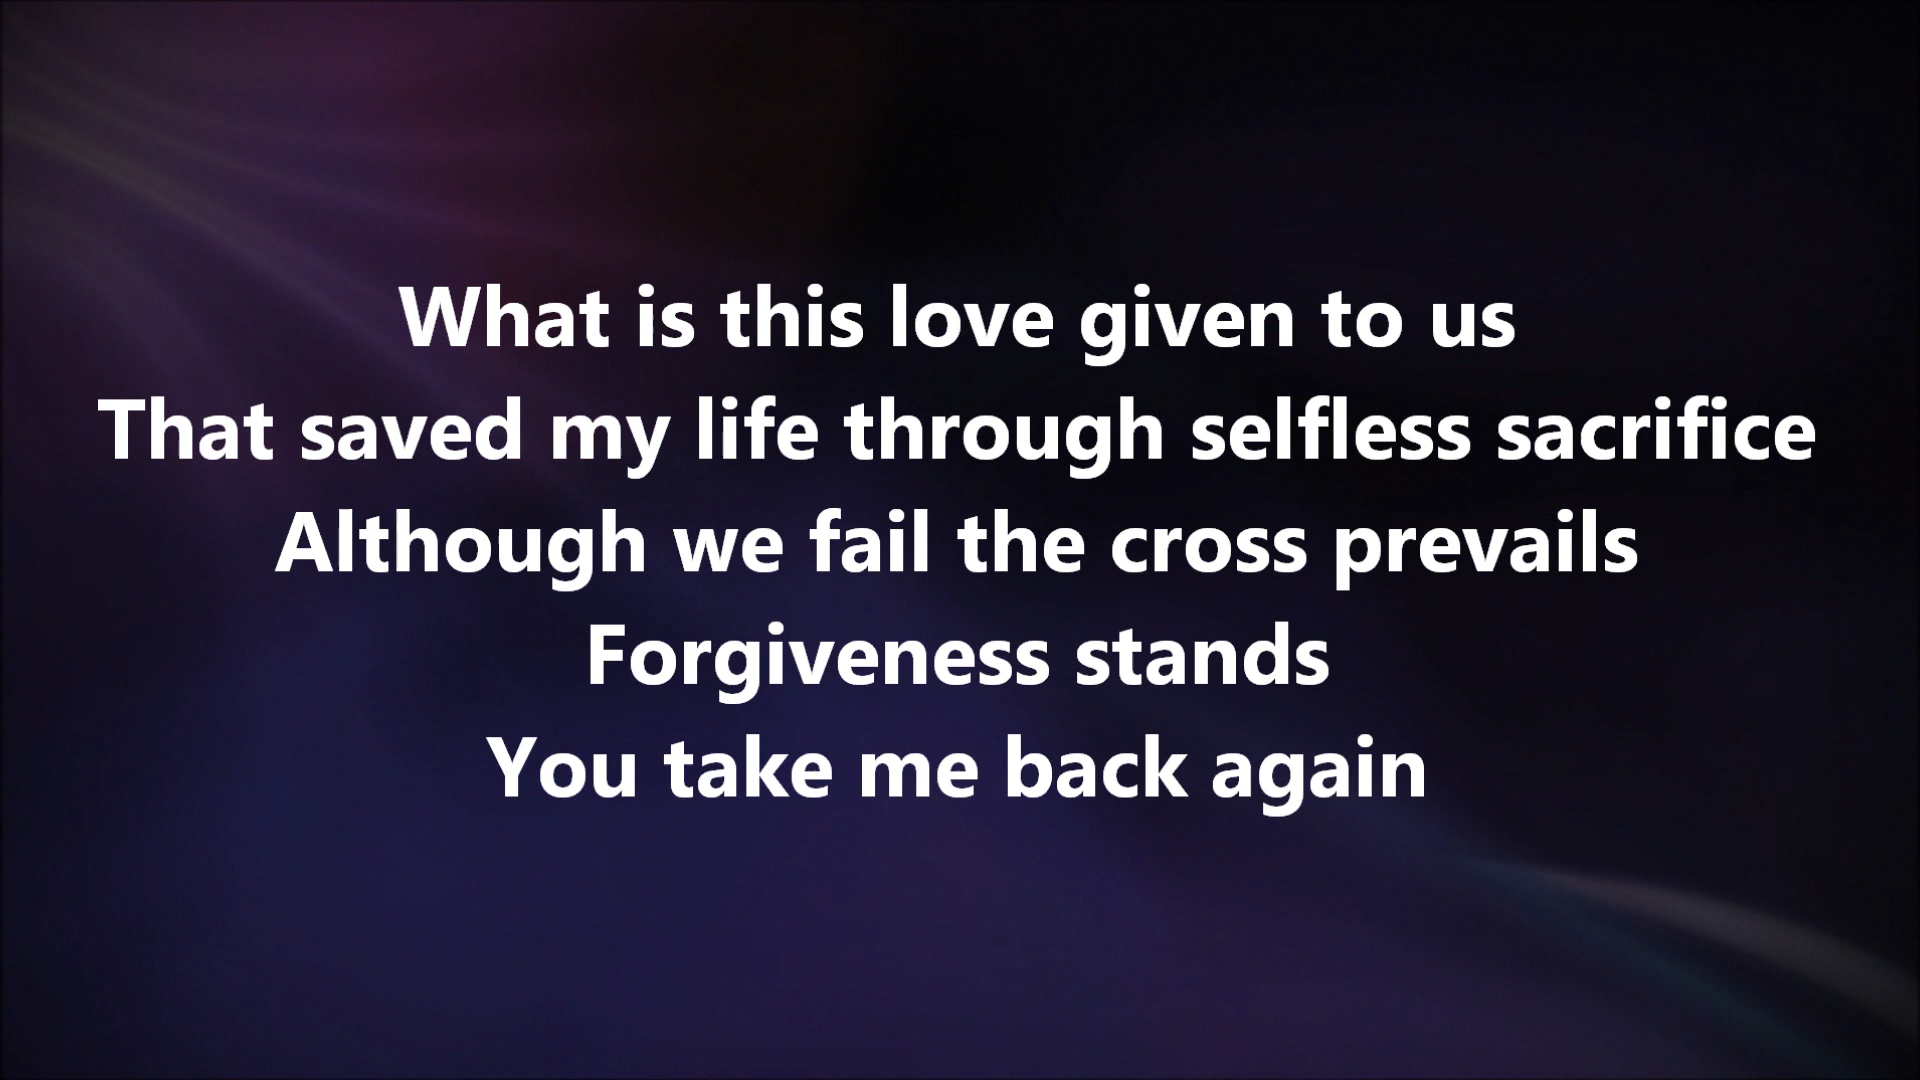 What is this love given to us
That saved my life through selfless sacrifice
Although we fail the cross prevails
Forgiveness stands
You take me back again